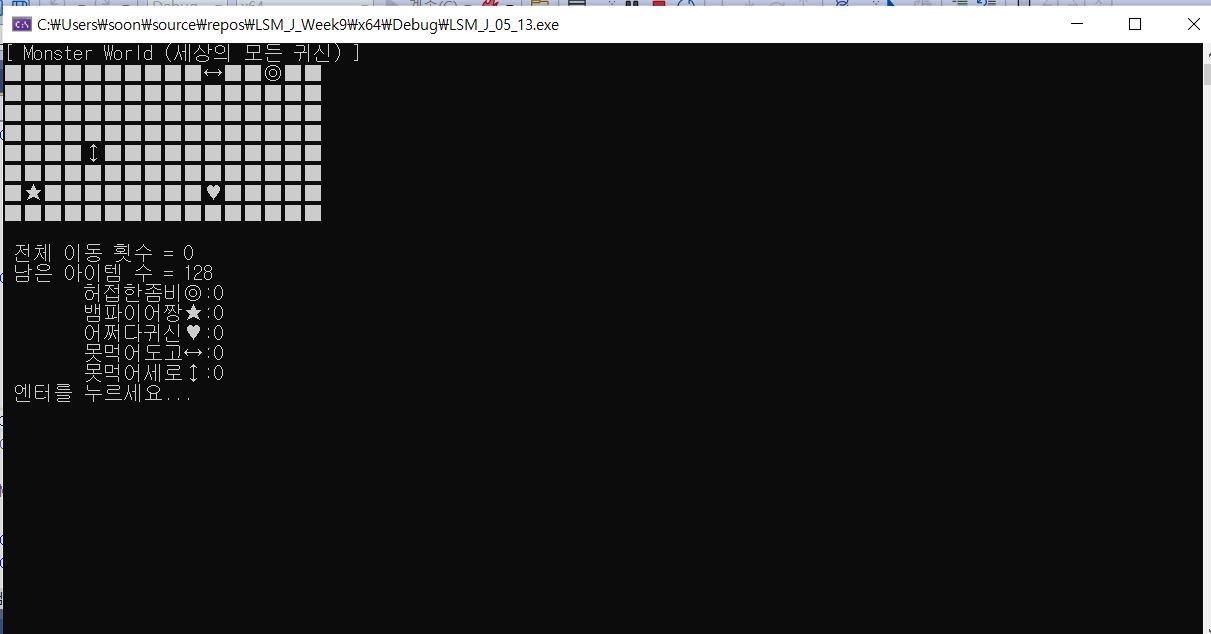 C:₩Users₩soon₩source₩repos₩LSM_J_Week9₩x64₩Debug₩LSM_J_05_13.exe
[ Monster World (세상의 모든 귀신) ]
■■■■■■■■■■↔■■◎■■
■■■■■■■■■■■■■■■■
■■■■■■■■■■■■■■■■
■■■■■■■■■■■■■■■■
■■■■↕■■■■■■■■■■■
■■■■■■■■■■■■■■■■
■★■■■■■■■■♥■■■■■
■■■■■■■■■■■■■■■■
전체 이동 횟수 = 0
남은 아이템 수 = 128
허접한좀비◎:0
뱀파이어짱★:0
어쩌다귀신♥:0
못먹어도고↔:0
못먹어세로↕:0
엔터를 누르세요...